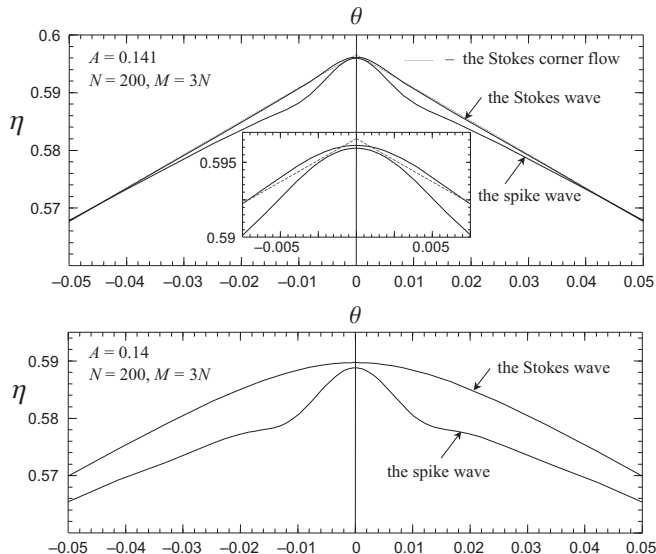 θ
0.6
A = 0.141
N = 200, M = 3N
the Stokes corner flow
0.59
the Stokes wave
η
0.595
0.58
the spike wave
0.57
0.59
−0.005 0 0.005
−0.05 −0.04 −0.03 −0.02 −0.01 0 0.01 0.02 0.03 0.04 0.05
θ
A = 0.14
N = 200, M = 3N
0.59
the Stokes wave
η
0.58
the spike wave
0.57
−0.05 −0.04 −0.03 −0.02 −0.01 0 0.01 0.02 0.03 0.04 0.05